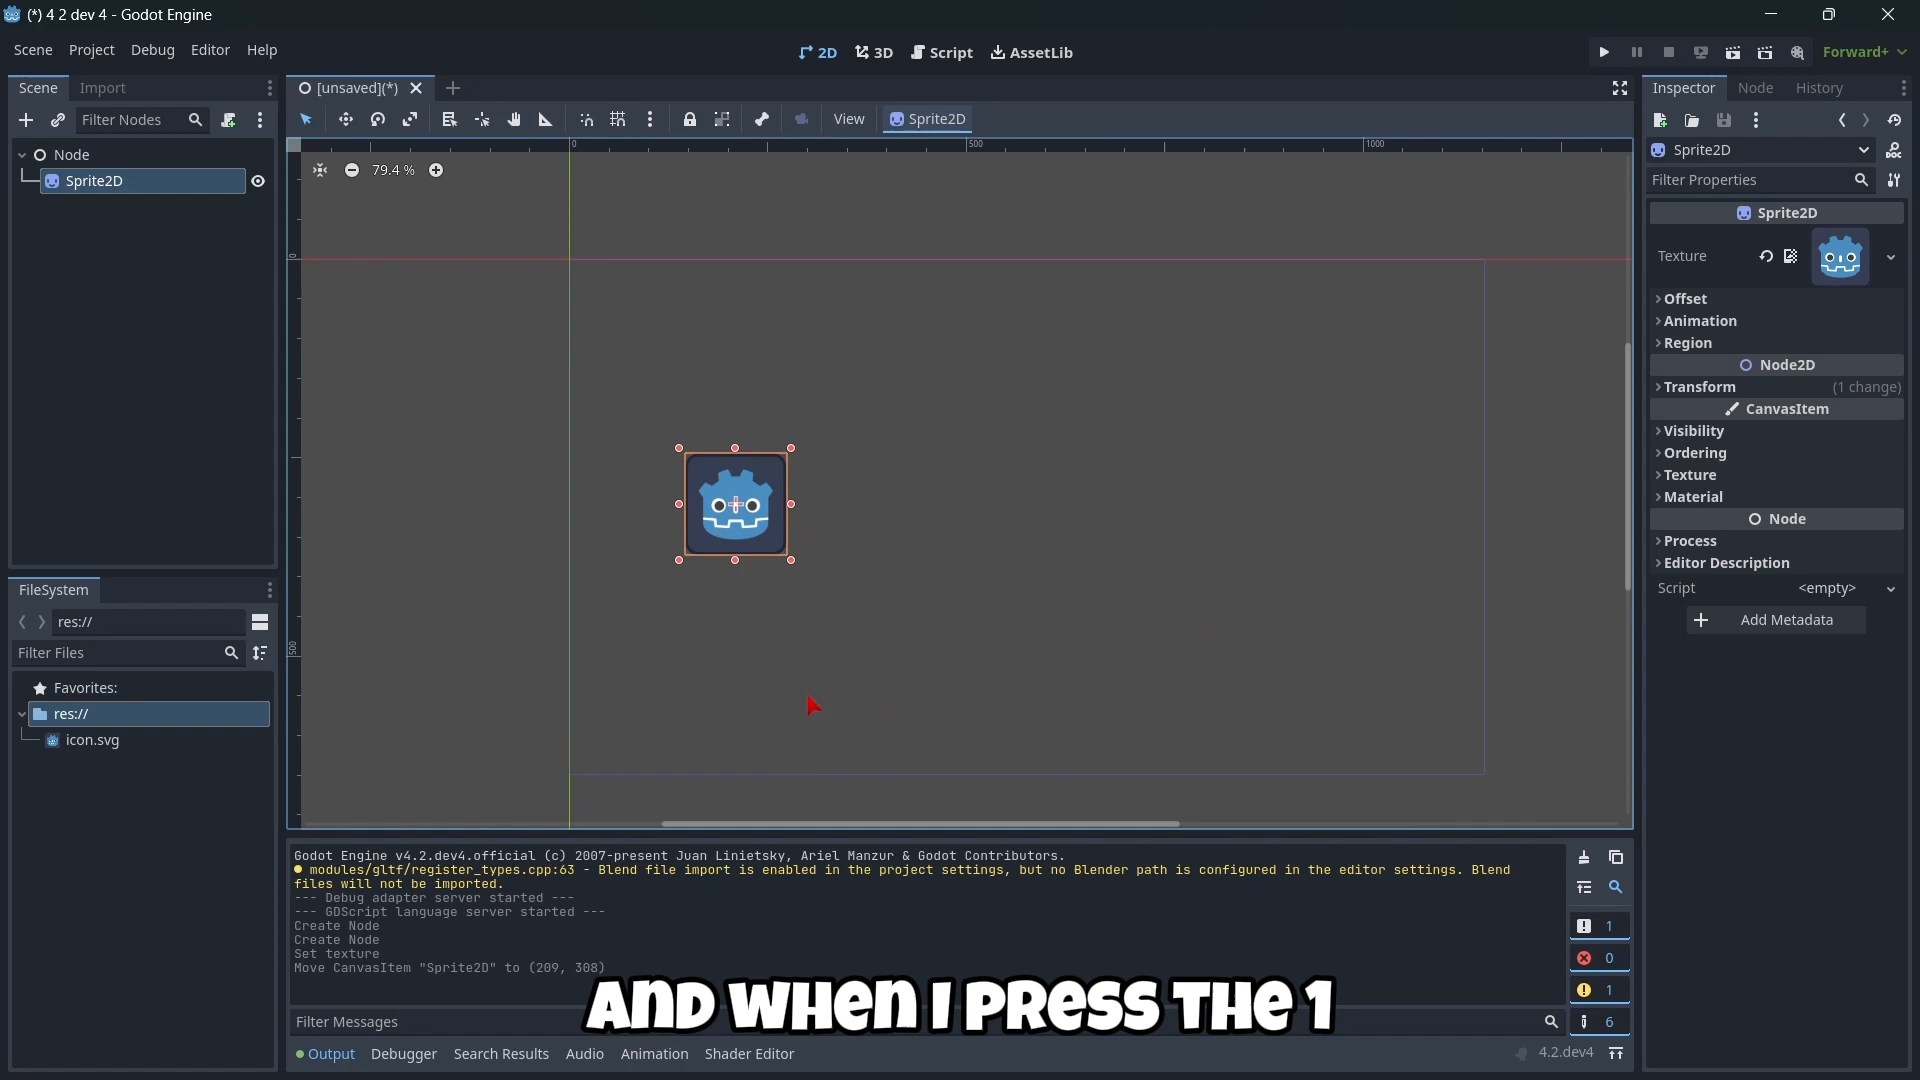 (*) 4 2 dev 4 - Godot Engine
Scene Project Debug Editor Help
2D 3D Script AssetLib
Forward+
Scene Import
[unsaved](*)
Inspector Node History
Filter Nodes
View Sprite2D
Node
Sprite2D
79.4 %
0 500 1000
0
500
Sprite2D
Filter Properties
Sprite2D
Texture
Offset
Animation
Region
Node2D
Transform (1 change)
CanvasItem
Visibility
Ordering
Texture
Material
Node
Process
Editor Description
Script <empty>
Add Metadata
FileSystem
res://
Filter Files
Favorites:
res://
icon.svg
Godot Engine v4.2.dev4.official (c) 2007-present Juan Linietsky, Ariel Manzur & Godot Contributors.
modules/gltf/register_types.cpp:63 - Blend file import is enabled in the project settings, but no Blender path is configured in the editor settings. Blend
files will not be imported.
--- Debug adapter server started ---
--- GDScript language server started ---
Create Node
Create Node
Set texture
Move CanvasItem "Sprite2D" to (209, 308)
1
0
1
6
AND WHEN I PRESS THE 1
Filter Messages
Output Debugger Search Results Audio Animation Shader Editor
4.2.dev4